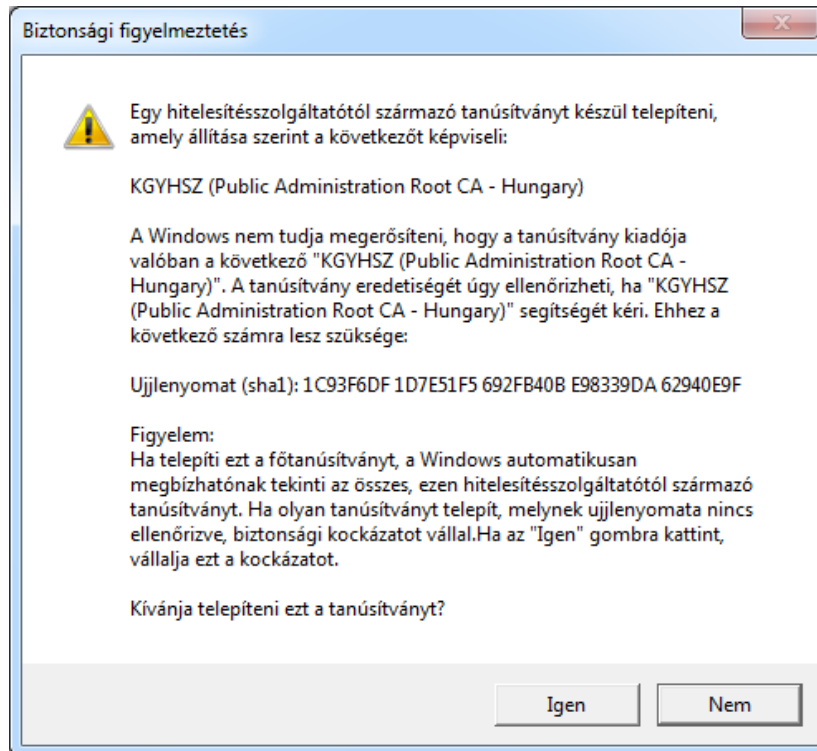 Biztonsági figyelmeztetés
Egy hitelesítésszolgáltatótól származó tanúsítványt készül telepíteni,
amely állítása szerint a következőt képviseli:
KGYHSZ (Public Administration Root CA - Hungary)
A Windows nem tudja megerősíteni, hogy a tanúsítvány kiadója
valóban a következő "KGYHSZ (Public Administration Root CA -
Hungary)". A tanúsítvány eredetiségét úgy ellenőrizheti, ha "KGYHSZ
(Public Administration Root CA - Hungary)" segítségét kéri. Ehhez a
következő számra lesz szüksége:
Ujjlenyomat (sha1): 1C93F6DF 1D7E51F5 692FB40B E98339DA 62940E9F
Figyelem:
Ha telepíti ezt a főtanúsítványt, a Windows automatikusan
megbízhatónak tekinti az összes, ezen hitelesítésszolgáltatótól származó
tanúsítványt. Ha olyan tanúsítványt telepít, melynek ujjlenyomata nincs
ellenőrizve, biztonsági kockázatot vállal.Ha az "Igen" gombra kattint,
vállalja ezt a kockázatot.
Kívánja telepíteni ezt a tanúsítványt?
Igen
Nem